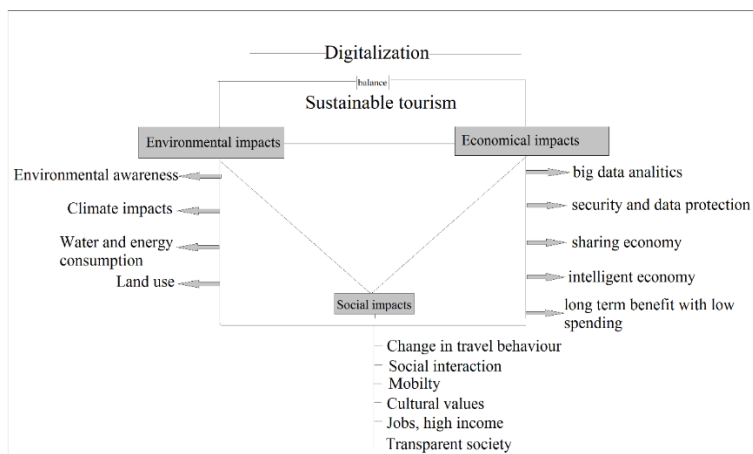 Digitalization
balance
Sustainable tourism
Environmental impacts
Economical impacts
Environmental awareness
Climate impacts
Water and energy
consumption
Land use
big data analitics
security and data protection
sharing economy
intelligent economy
long term benefit with low
spending
Social impacts
Change in travel behaviour
Social interaction
Mobilty
Cultural values
Jobs, high income
Transparent society